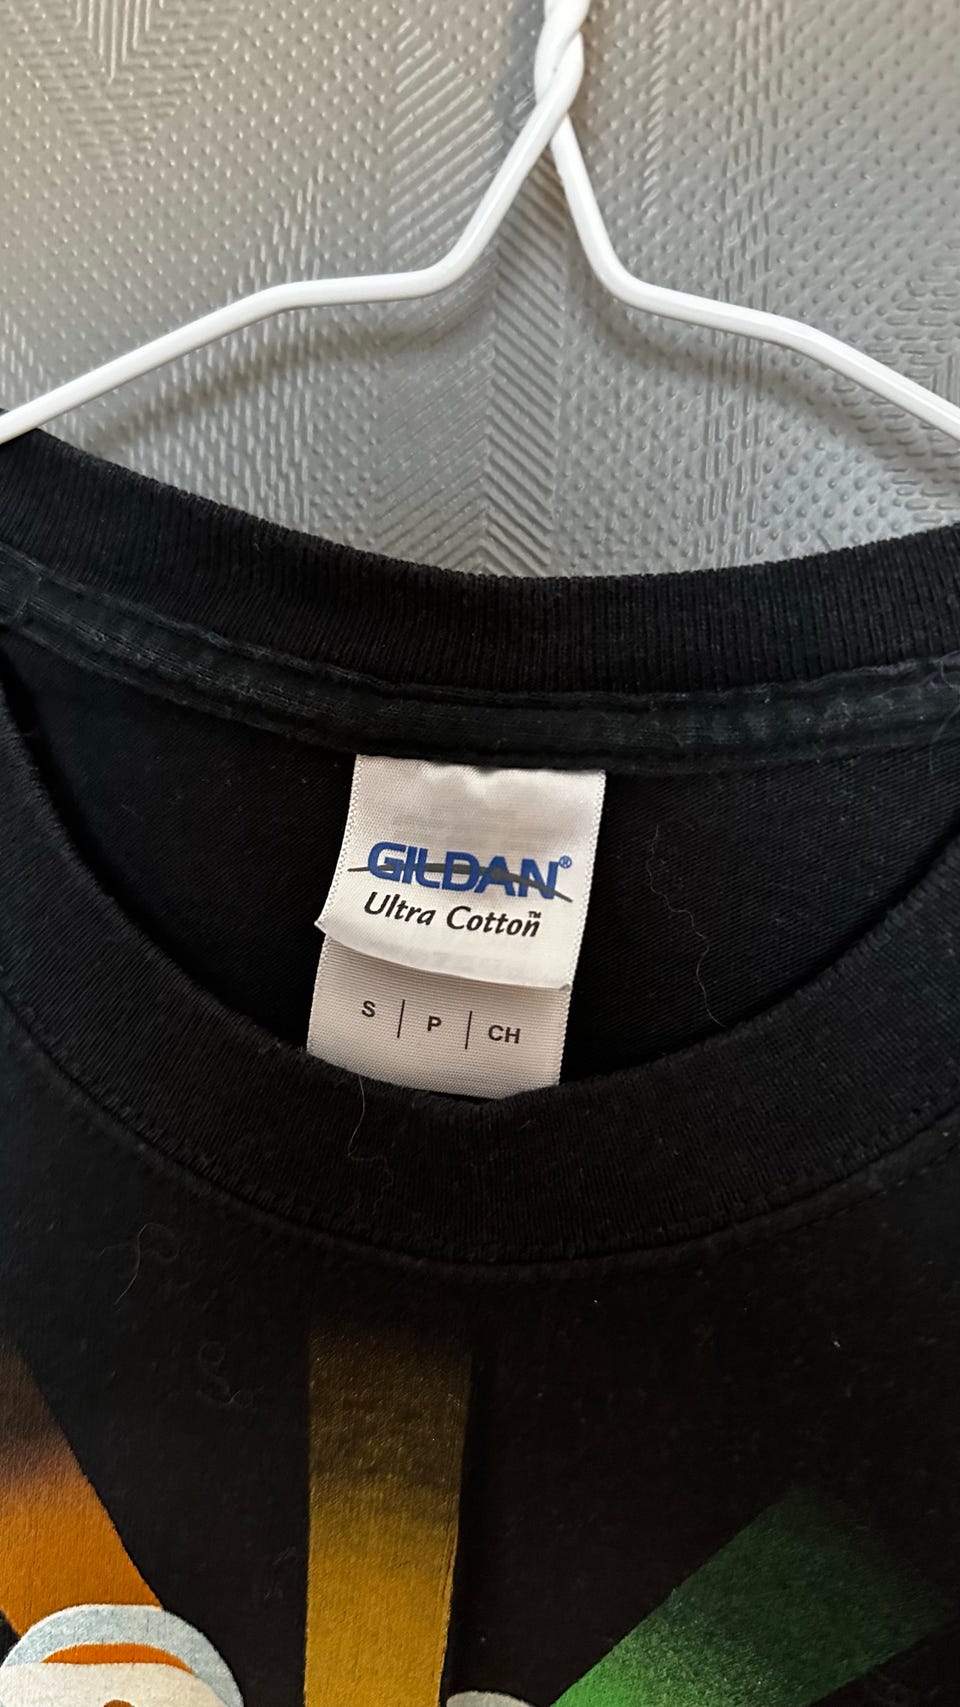 GILDAN®
Ultra Cotton™
S | P | CH